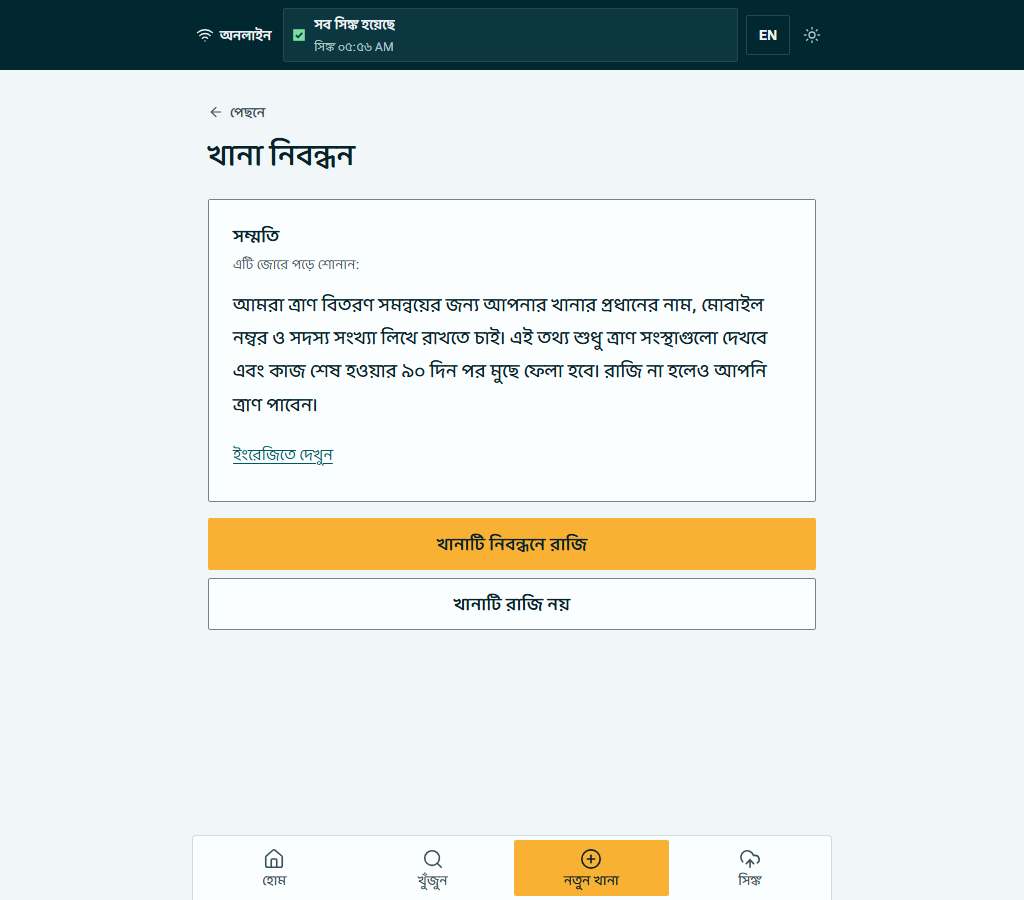 অনলাইন
সব সিঙ্ক হয়েছে
সিঙ্ক ০৫:৫৬ AM
EN
পেছনে
খানা নিবন্ধন
সম্মতি
এটি জোরে পড়ে শোনান:
আমরা ত্রাণ বিতরণ সমন্বয়ের জন্য আপনার খানার প্রধানের নাম, মোবাইল
নম্বর ও সদস্য সংখ্যা লিখে রাখতে চাই। এই তথ্য শুধু ত্রাণ সংস্থাগুলো দেখবে
এবং কাজ শেষ হওয়ার ৯০ দিন পর মুছে ফেলা হবে। রাজি না হলেও আপনি
ত্রাণ পাবেন।
ইংরেজিতে দেখুন
খানাটি নিবন্ধনে রাজি
খানাটি রাজি নয়
হোম
খুঁজুন
নতুন খানা
সিঙ্ক